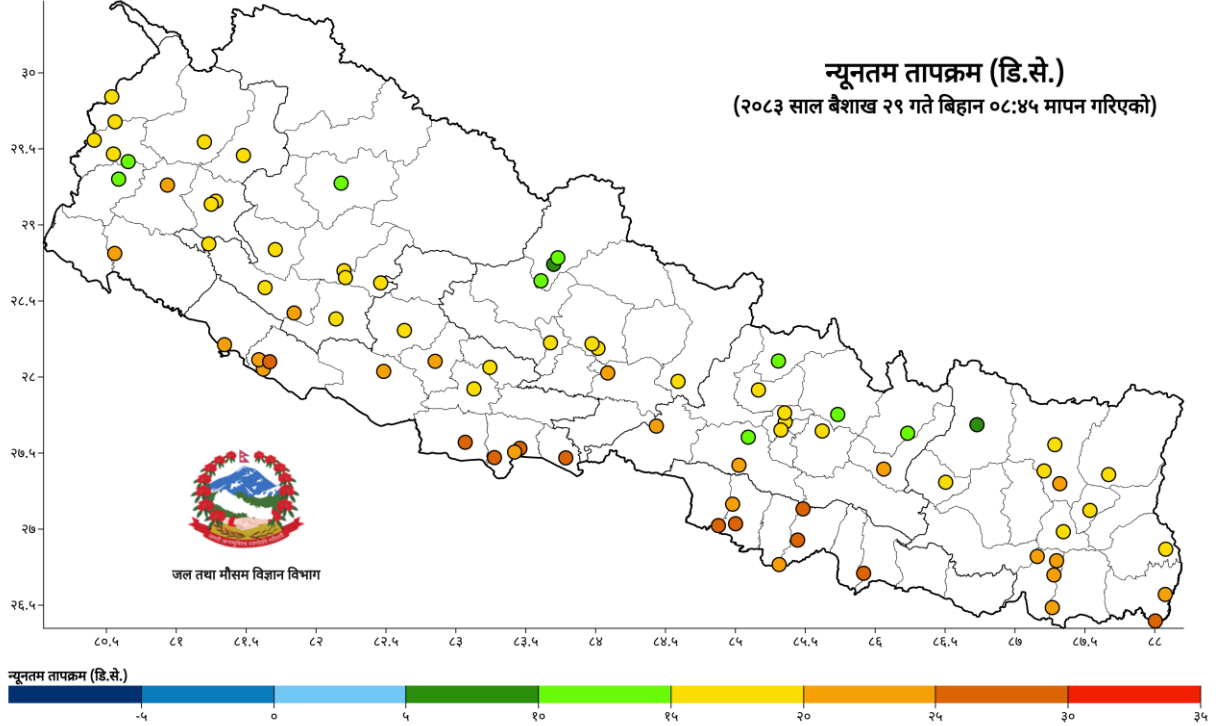 न्यूनतम तापक्रम (डि.से.)
(२०८३ साल बैशाख २९ गते बिहान ०८:४५ मापन गरिएको)
३०
२९.५
२९
२८.५
२८
२७.५
२७
२६.५
जल तथा मौसम विज्ञान विभाग
८०.५ ८१ ८१.५ ८२ ८२.५ ८३ ८३.५ ८४ ८४.५ ८५ ८५.५ ८६ ८६.५ ८७ ८७.५ ८८
न्यूनतम तापक्रम (डि.से.)
-५ ० ५ १० १५ २० २५ ३० ३५